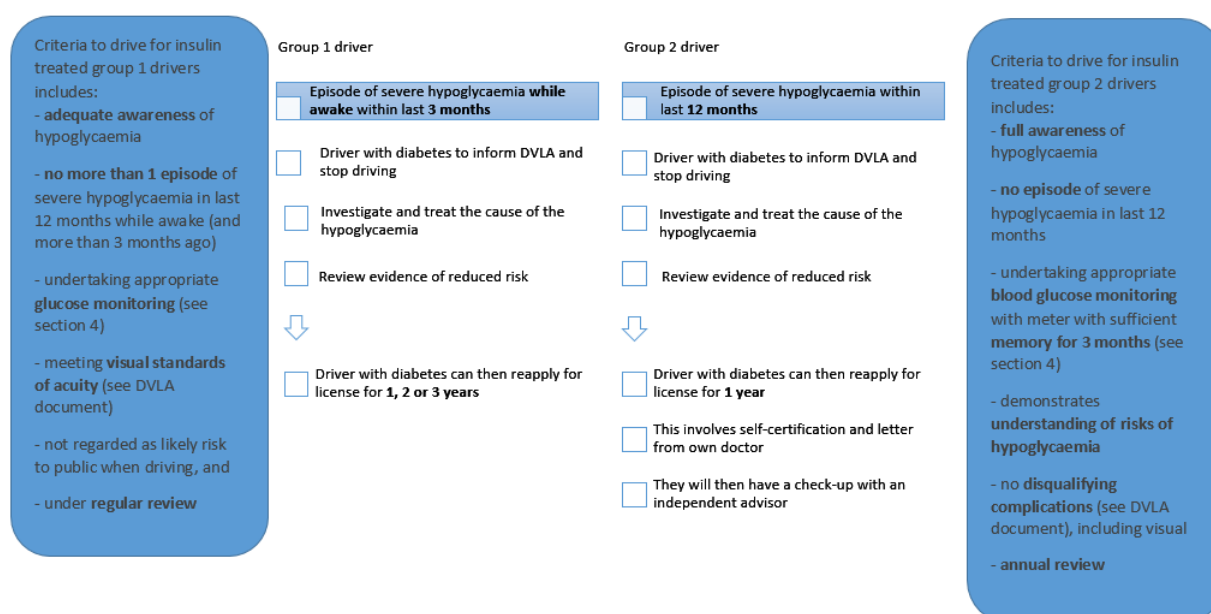 Criteria to drive for insulin
treated group 1 drivers
includes:
- adequate awareness of
hypoglycaemia
- no more than 1 episode of
severe hypoglycaemia in last
12 months while awake (and
more than 3 months ago)
- undertaking appropriate
glucose monitoring (see
section 4)
- meeting visual standards
of acuity (see DVLA
document)
- not regarded as likely risk
to public when driving, and
- under regular review
Group 1 driver
Episode of severe hypoglycaemia while
awake within last 3 months
Driver with diabetes to inform DVLA and
stop driving
Investigate and treat the cause of the
hypoglycaemia
Review evidence of reduced risk
Driver with diabetes can then reapply for
license for 1, 2 or 3 years
Group 2 driver
Episode of severe hypoglycaemia within
last 12 months
Driver with diabetes to inform DVLA and
stop driving
Investigate and treat the cause of the
hypoglycaemia
Review evidence of reduced risk
Driver with diabetes can then reapply for
license for 1 year
This involves self-certification and letter
from own doctor
They will then have a check-up with an
independent advisor
Criteria to drive for insulin
treated group 2 drivers
includes:
- full awareness of
hypoglycaemia
- no episode of severe
hypoglycaemia in last 12
months
- undertaking appropriate
blood glucose monitoring
with meter with sufficient
memory for 3 months (see
section 4)
- demonstrates
understanding of risks of
hypoglycaemia
- no disqualifying
complications (see DVLA
document), including visual
- annual review